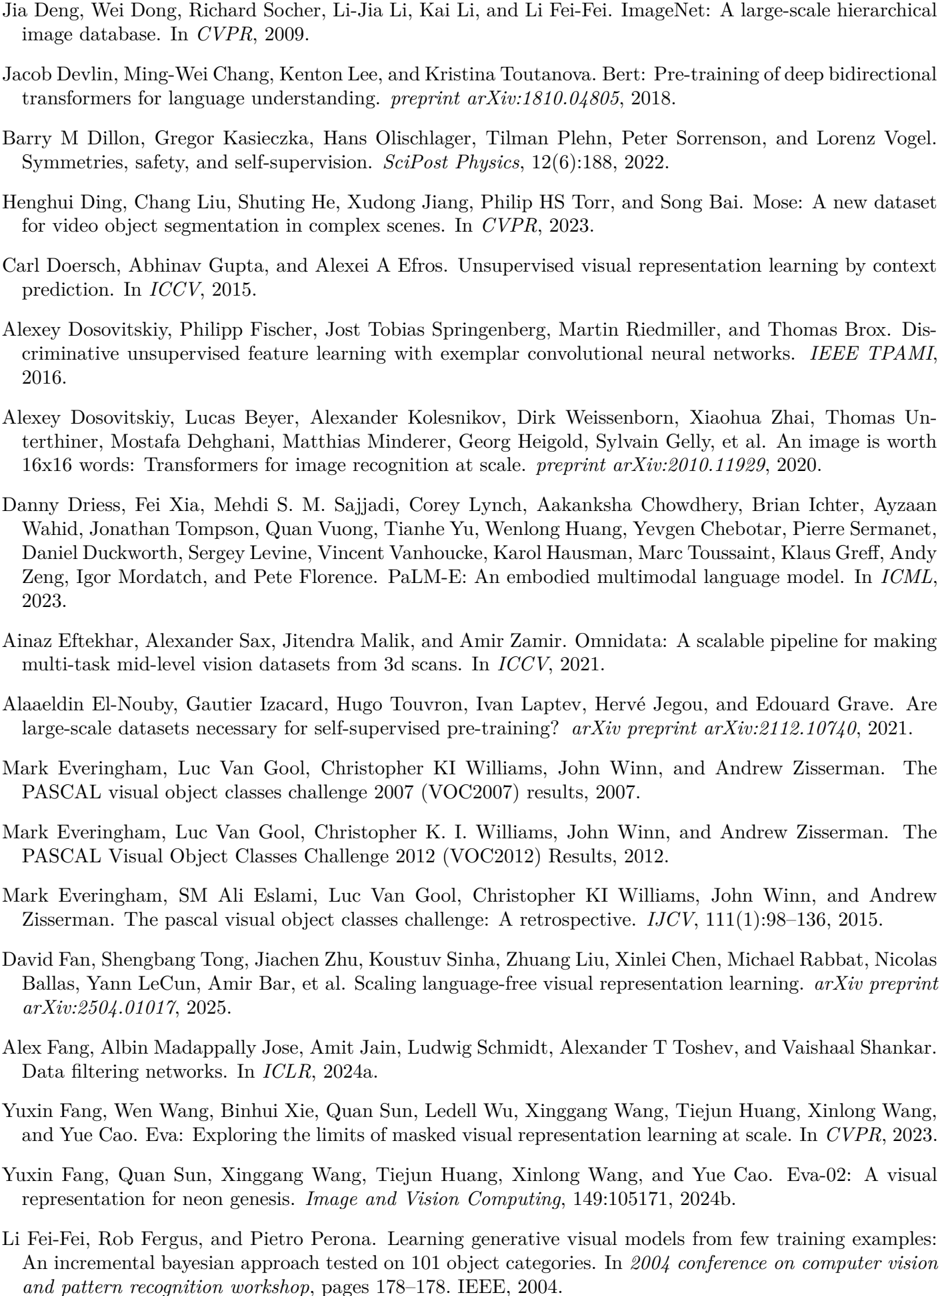 Jia Deng, Wei Dong, Richard Socher, Li-Jia Li, Kai Li, and Li Fei-Fei. ImageNet: A large-scale hierarchical
image database. In CVPR, 2009.
Jacob Devlin, Ming-Wei Chang, Kenton Lee, and Kristina Toutanova. Bert: Pre-training of deep bidirectional
transformers for language understanding. preprint arXiv:1810.04805, 2018.
Barry M Dillon, Gregor Kasieczka, Hans Olischlager, Tilman Plehn, Peter Sorrenson, and Lorenz Vogel.
Symmetries, safety, and self-supervision. SciPost Physics, 12(6):188, 2022.
Henghui Ding, Chang Liu, Shuting He, Xudong Jiang, Philip HS Torr, and Song Bai. Mose: A new dataset
for video object segmentation in complex scenes. In CVPR, 2023.
Carl Doersch, Abhinav Gupta, and Alexei A Efros. Unsupervised visual representation learning by context
prediction. In ICCV, 2015.
Alexey Dosovitskiy, Philipp Fischer, Jost Tobias Springenberg, Martin Riedmiller, and Thomas Brox. Dis-
criminative unsupervised feature learning with exemplar convolutional neural networks. IEEE TPAMI,
2016.
Alexey Dosovitskiy, Lucas Beyer, Alexander Kolesnikov, Dirk Weissenborn, Xiaohua Zhai, Thomas Un-
terthiner, Mostafa Dehghani, Matthias Minderer, Georg Heigold, Sylvain Gelly, et al. An image is worth
16x16 words: Transformers for image recognition at scale. preprint arXiv:2010.11929, 2020.
Danny Driess, Fei Xia, Mehdi S. M. Sajjadi, Corey Lynch, Aakanksha Chowdhery, Brian Ichter, Ayzaan
Wahid, Jonathan Tompson, Quan Vuong, Tianhe Yu, Wenlong Huang, Yevgen Chebotar, Pierre Sermanet,
Daniel Duckworth, Sergey Levine, Vincent Vanhoucke, Karol Hausman, Marc Toussaint, Klaus Greff, Andy
Zeng, Igor Mordatch, and Pete Florence. PaLM-E: An embodied multimodal language model. In ICML,
2023.
Ainaz Eftekhar, Alexander Sax, Jitendra Malik, and Amir Zamir. Omnidata: A scalable pipeline for making
multi-task mid-level vision datasets from 3d scans. In ICCV, 2021.
Alaaeldin El-Nouby, Gautier Izacard, Hugo Touvron, Ivan Laptev, Hervé Jegou, and Edouard Grave. Are
large-scale datasets necessary for self-supervised pre-training? arXiv preprint arXiv:2112.10740, 2021.
Mark Everingham, Luc Van Gool, Christopher KI Williams, John Winn, and Andrew Zisserman. The
PASCAL visual object classes challenge 2007 (VOC2007) results, 2007.
Mark Everingham, Luc Van Gool, Christopher K. I. Williams, John Winn, and Andrew Zisserman. The
PASCAL Visual Object Classes Challenge 2012 (VOC2012) Results, 2012.
Mark Everingham, SM Ali Eslami, Luc Van Gool, Christopher KI Williams, John Winn, and Andrew
Zisserman. The pascal visual object classes challenge: A retrospective. IJCV, 111(1):98–136, 2015.
David Fan, Shengbang Tong, Jiachen Zhu, Koustuv Sinha, Zhuang Liu, Xinlei Chen, Michael Rabbat, Nicolas
Ballas, Yann LeCun, Amir Bar, et al. Scaling language-free visual representation learning. arXiv preprint
arXiv:2504.01017, 2025.
Alex Fang, Albin Madappally Jose, Amit Jain, Ludwig Schmidt, Alexander T Toshev, and Vaishaal Shankar.
Data filtering networks. In ICLR, 2024a.
Yuxin Fang, Wen Wang, Binhui Xie, Quan Sun, Ledell Wu, Xinggang Wang, Tiejun Huang, Xinlong Wang,
and Yue Cao. Eva: Exploring the limits of masked visual representation learning at scale. In CVPR, 2023.
Yuxin Fang, Quan Sun, Xinggang Wang, Tiejun Huang, Xinlong Wang, and Yue Cao. Eva-02: A visual
representation for neon genesis. Image and Vision Computing, 149:105171, 2024b.
Li Fei-Fei, Rob Fergus, and Pietro Perona. Learning generative visual models from few training examples:
An incremental bayesian approach tested on 101 object categories. In 2004 conference on computer vision
and pattern recognition workshop, pages 178–178. IEEE, 2004.